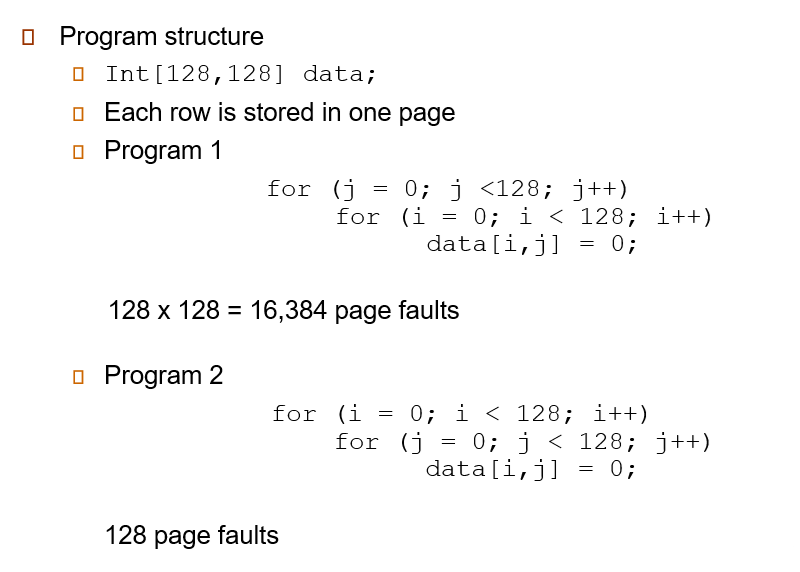 Program structure
Int[128,128] data;
Each row is stored in one page
Program 1
for (j = 0; j <128; j++)
for (i = 0; i < 128; i++)
data[i,j] = 0;
128 x 128 = 16,384 page faults
Program 2
for (i = 0; i < 128; i++)
for (j = 0; j < 128; j++)
data[i,j] = 0;
128 page faults